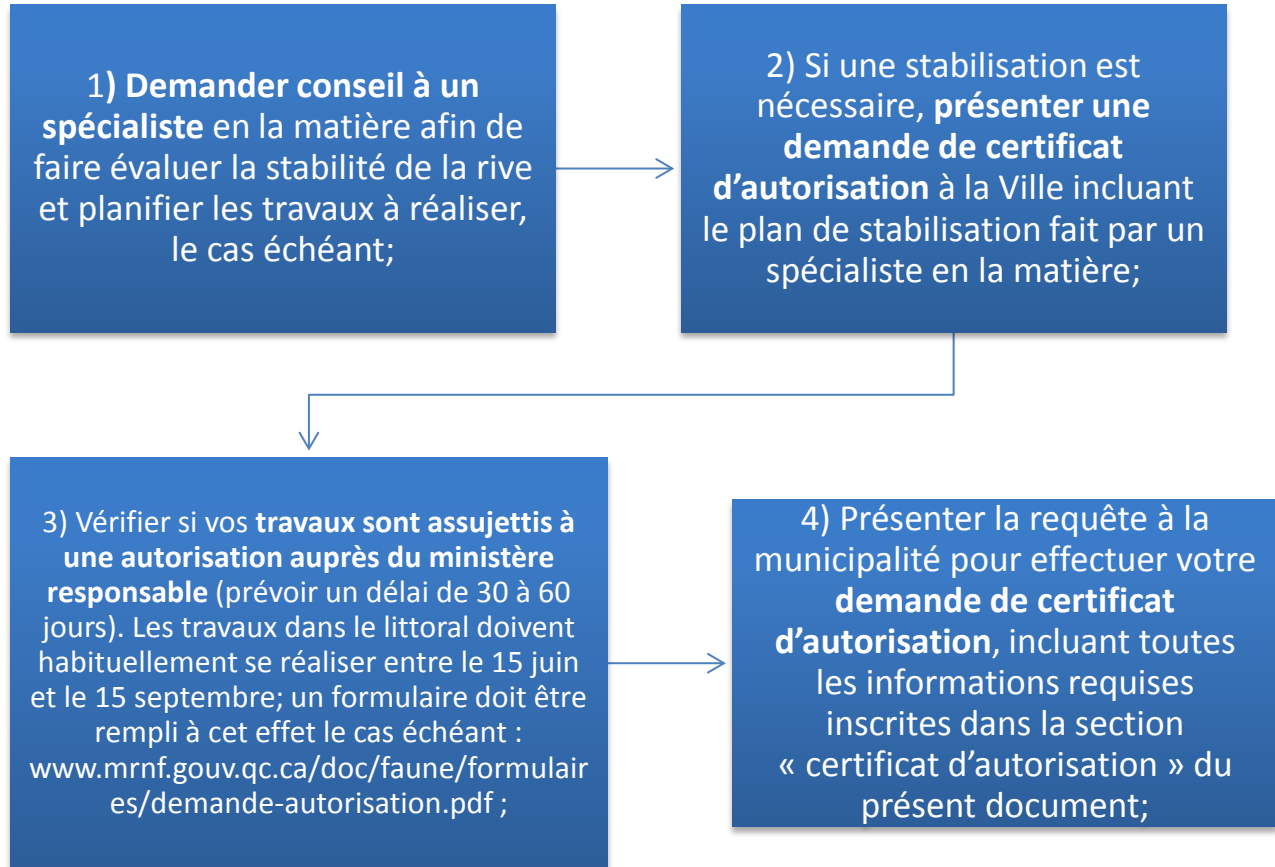 1) Demander conseil à un
spécialiste en la matière afin de
faire évaluer la stabilité de la rive
et planifier les travaux à réaliser,
le cas échéant;
2) Si une stabilisation est
nécessaire, présenter une
demande de certificat
d’autorisation à la Ville incluant
le plan de stabilisation fait par un
spécialiste en la matière;
3) Vérifier si vos travaux sont assujettis à
une autorisation auprès du ministère
responsable (prévoir un délai de 30 à 60
jours). Les travaux dans le littoral doivent
habituellement se réaliser entre le 15 juin
et le 15 septembre; un formulaire doit être
rempli à cet effet le cas échéant :
www.mrnf.gouv.qc.ca/doc/faune/formulair
es/demande-autorisation.pdf ;
4) Présenter la requête à la
municipalité pour effectuer votre
demande de certificat
d’autorisation, incluant toutes
les informations requises
inscrites dans la section
« certificat d’autorisation » du
présent document;